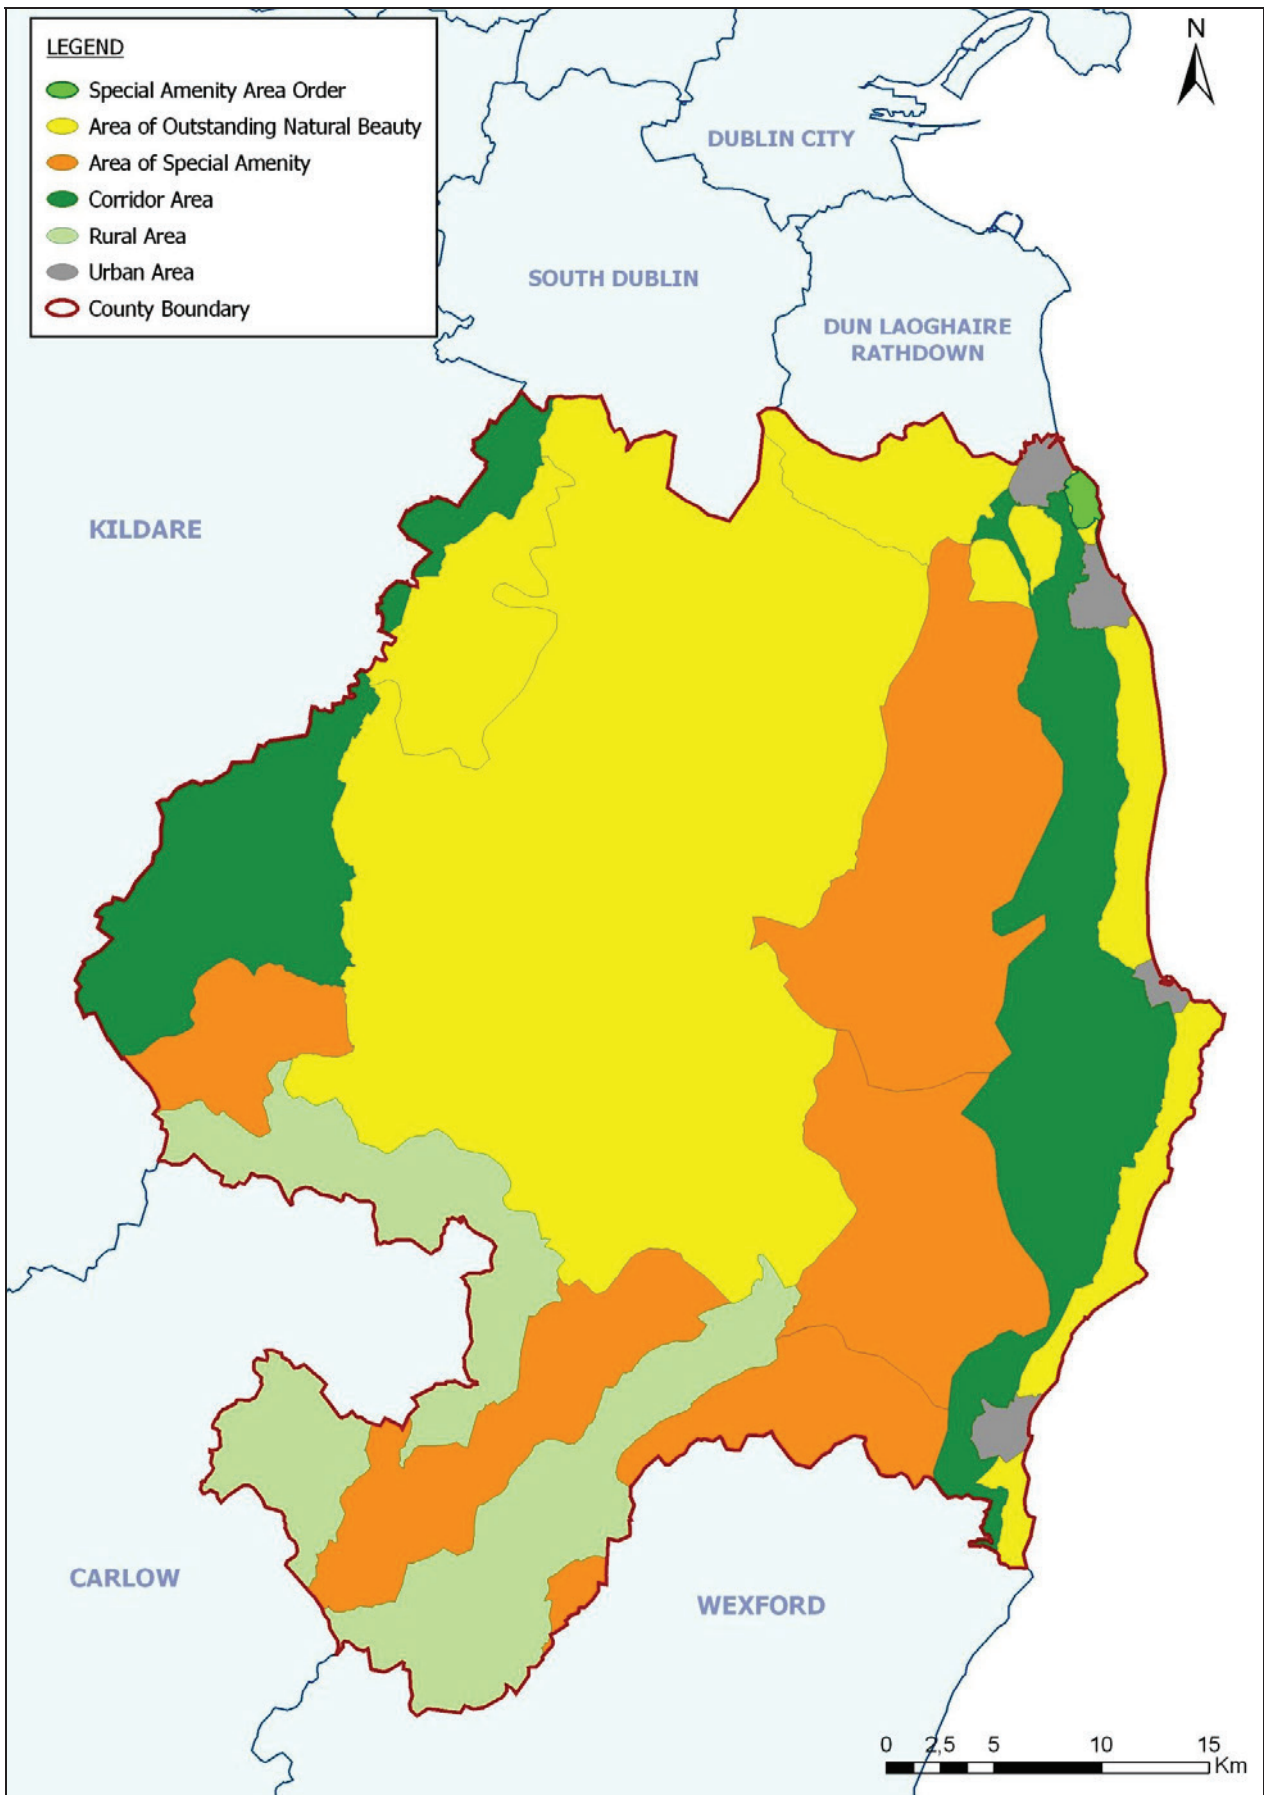 LEGEND
Special Amenity Area Order
Area of Outstanding Natural Beauty
Area of Special Amenity
Corridor Area
Rural Area
Urban Area
County Boundary
N
DUBLIN CITY
SOUTH DUBLIN
DUN LAOGHAIRE
RATHDOWN
KILDARE
CARLOW
WEXFORD
0 2,5 5 10 15
Km